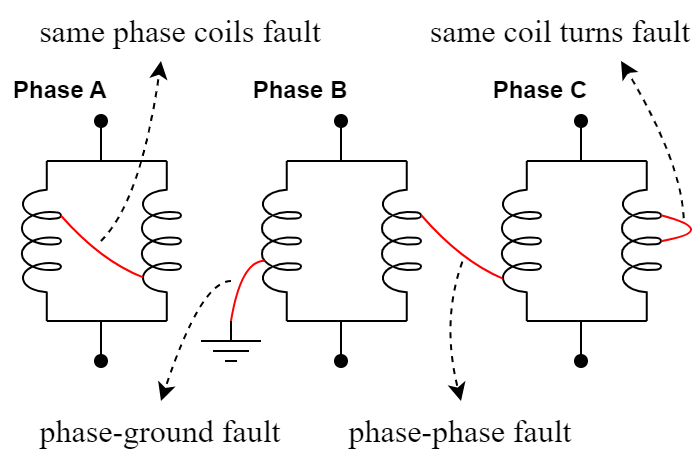 same phase coils fault
same coil turns fault
Phase A
Phase B
Phase C
phase-ground fault
phase-phase fault